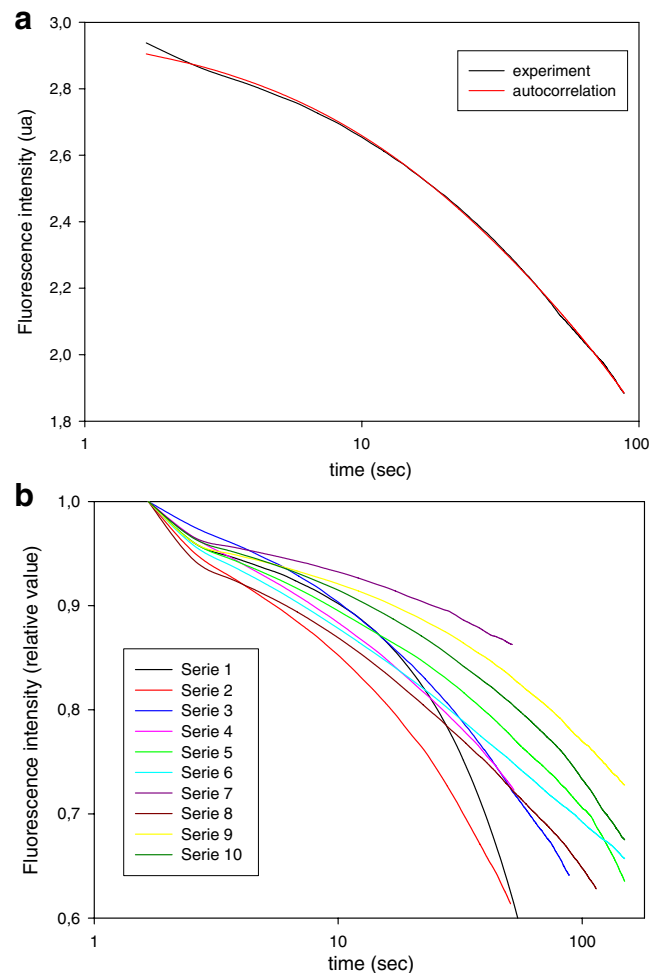 a
3,0
2,8
2,6
2,4
2,2
2,0
1,8
Fluorescence intensity (ua)
experiment
autocorrelation
1
10
100
time (sec)
b
1,0
0,9
0,8
0,7
0,6
Fluorescence intensity (relative value)
Serie 1
Serie 2
Serie 3
Serie 4
Serie 5
Serie 6
Serie 7
Serie 8
Serie 9
Serie 10
1
10
100
time (sec)